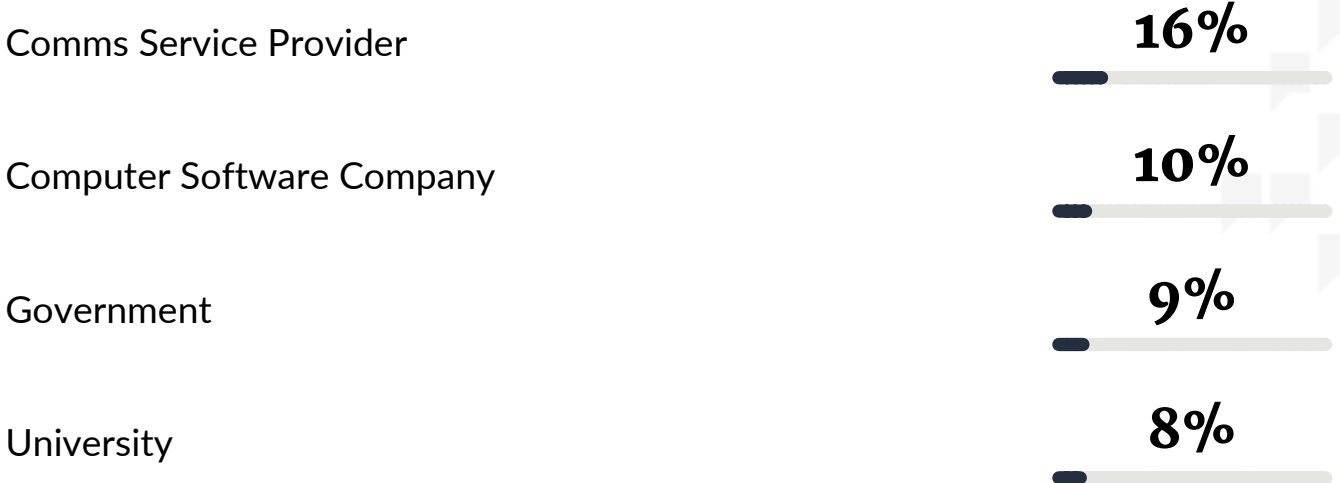 Comms Service Provider 16%
Computer Software Company 10%
Government 9%
University 8%